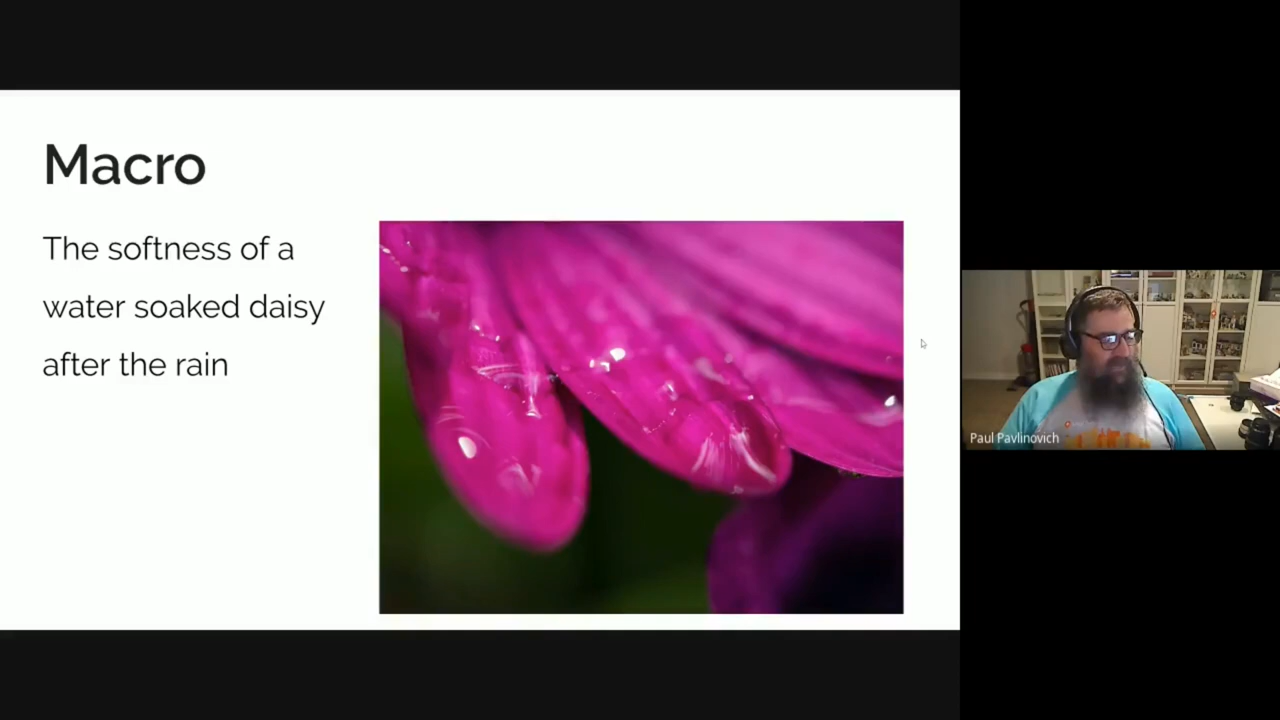 Macro
The softness of a
water soaked daisy
after the rain
Paul Pavlinovich